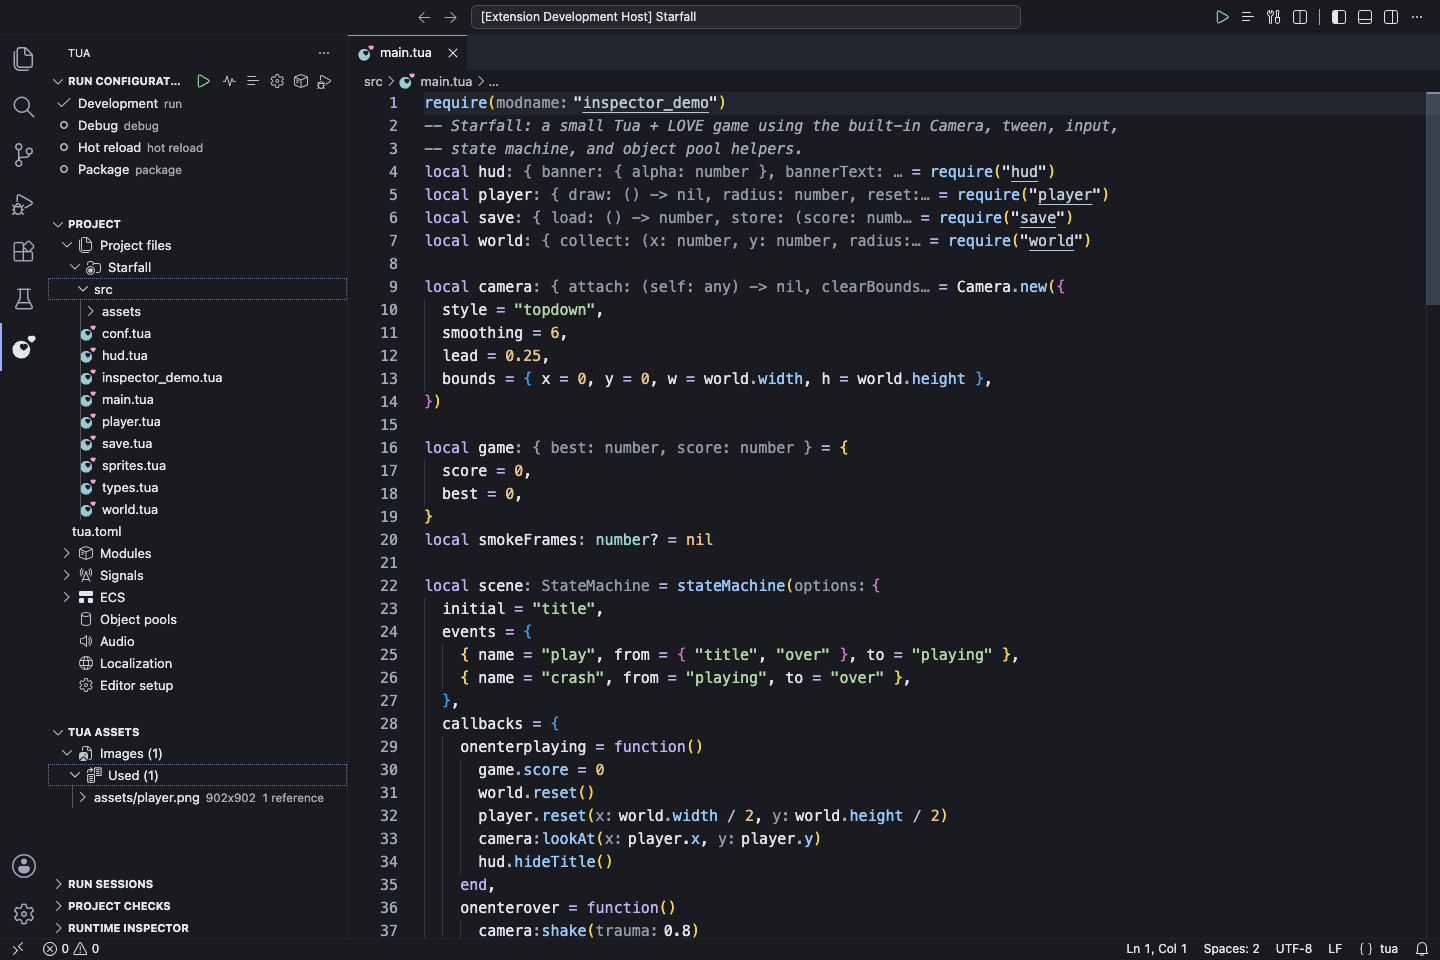 [Extension Development Host] Starfall
TUA
RUN CONFIGURAT...
Development run
Debug debug
Hot reload hot reload
Package package
PROJECT
Project files
Starfall
src
assets
conf.tua
hud.tua
inspector_demo.tua
main.tua
player.tua
save.tua
sprites.tua
types.tua
world.tua
tua.toml
Modules
Signals
ECS
Object pools
Audio
Localization
Editor setup
TUA ASSETS
Images (1)
Used (1)
assets/player.png 902x902 1 reference
RUN SESSIONS
PROJECT CHECKS
RUNTIME INSPECTOR
main.tua
src > main.tua > ...
1 require(modname: "inspector_demo")
2 -- Starfall: a small Tua + LOVE game using the built-in Camera, tween, input,
3 -- state machine, and object pool helpers.
4 local hud: { banner: { alpha: number }, bannerText: … = require("hud")
5 local player: { draw: () -> nil, radius: number, reset:… = require("player")
6 local save: { load: () -> number, store: (score: numb… = require("save")
7 local world: { collect: (x: number, y: number, radius:… = require("world")
8
9 local camera: { attach: (self: any) -> nil, clearBounds… = Camera.new({
10 style = "topdown",
11 smoothing = 6,
12 lead = 0.25,
13 bounds = { x = 0, y = 0, w = world.width, h = world.height },
14 })
15
16 local game: { best: number, score: number } = {
17 score = 0,
18 best = 0,
19 }
20 local smokeFrames: number? = nil
21
22 local scene: StateMachine = stateMachine(options: {
23 initial = "title",
24 events = {
25 { name = "play", from = { "title", "over" }, to = "playing" },
26 { name = "crash", from = "playing", to = "over" },
27 },
28 callbacks = {
29 onenterplaying = function()
30 game.score = 0
31 world.reset()
32 player.reset(x: world.width / 2, y: world.height / 2)
33 camera:lookAt(x: player.x, y: player.y)
34 hud.hideTitle()
35 end,
36 onenterover = function()
37 camera:shake(trauma: 0.8)
0 0
Ln 1, Col 1 Spaces: 2 UTF-8 LF { } tua